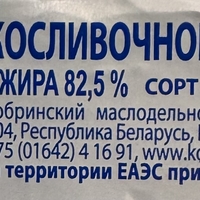 КОСЛИВОЧНО
ЖИРА 82,5 % СОРТ
обринский маслодельно
04, Республика Беларусь,
75 (01642) 4 16 91, www.ko
территории ЕАЭС при